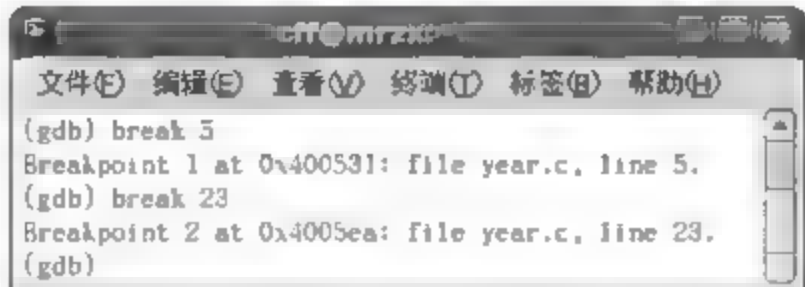 文件(F) 编辑(E) 查看(V) 终端(T) 标签(B) 帮助(H)
(gdb) break 5
Breakpoint 1 at 0x400531: file year.c, line 5.
(gdb) break 23
Breakpoint 2 at 0x4005ea: file year.c, line 23.
(gdb)